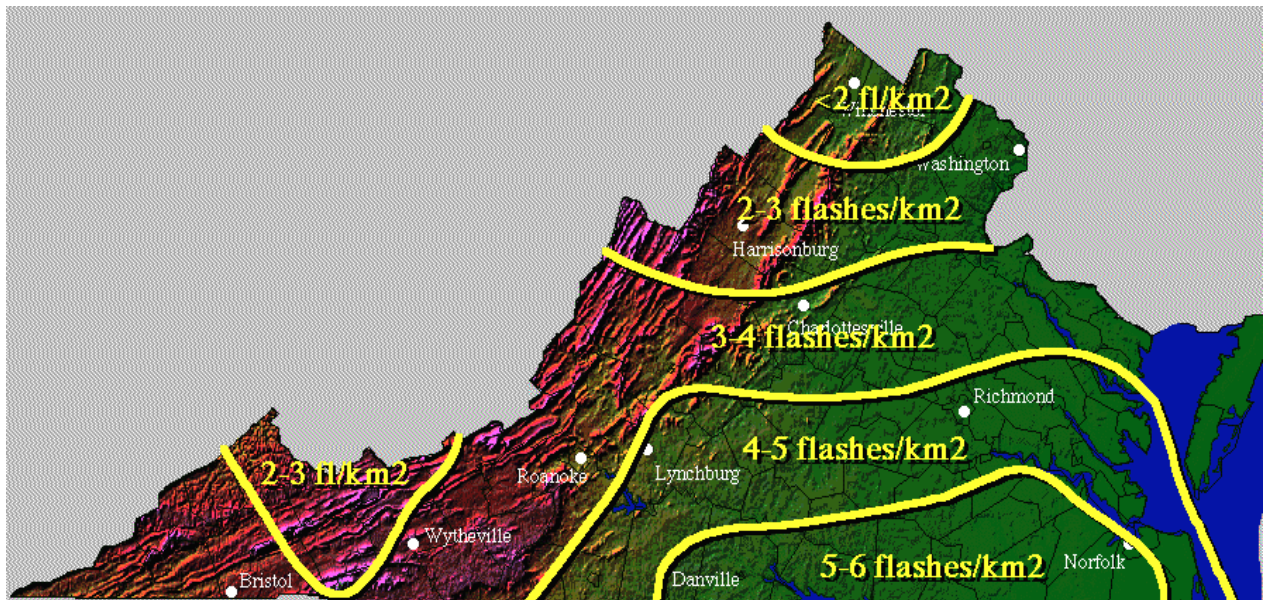 <2 fl/km2
Winchester
Washington
2-3 flashes/km2
Harrisonburg
Charlottesville
3-4 flashes/km2
Richmond
4-5 flashes/km2
2-3 fl/km2
Roanoke
Lynchburg
Wytheville
Norfolk
5-6 flashes/km2
Bristol
Danville